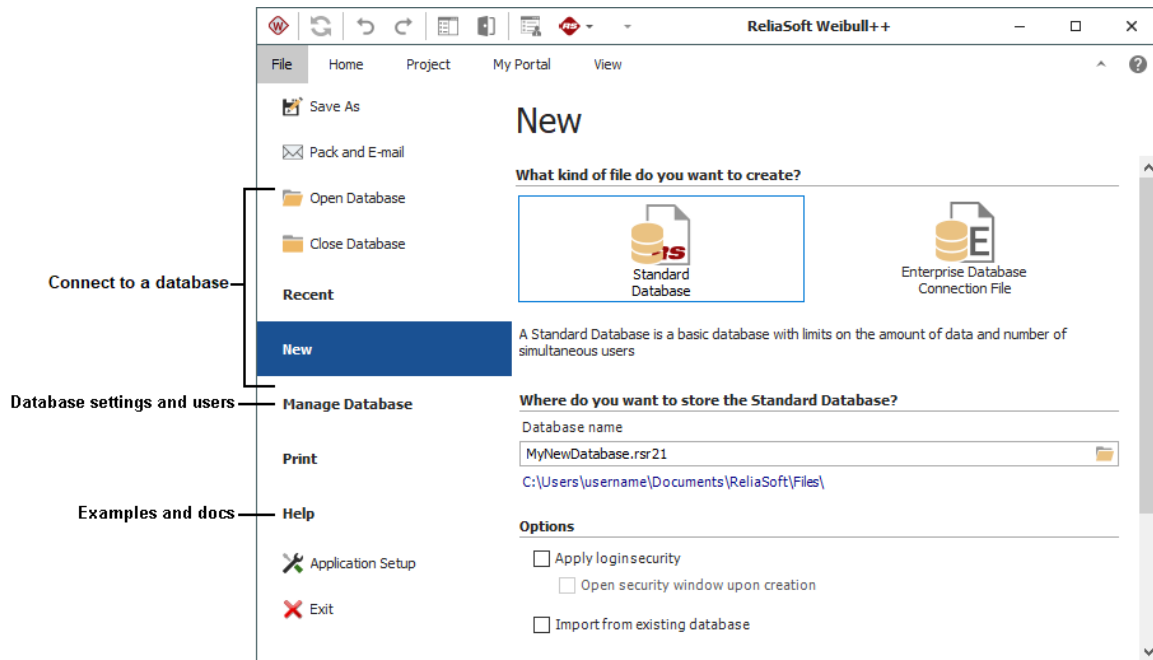 W
RS
ReliaSoft Weibull++
File
Home
Project
My Portal
View
?
Save As
Pack and E-mail
Open Database
Close Database
Connect to a database
Recent
New
Database settings and users
Manage Database
Print
Examples and docs
Help
Application Setup
Exit
New
What kind of file do you want to create?
RS
Standard
Database
E
Enterprise Database
Connection File
A Standard Database is a basic database with limits on the amount of data and number of
simultaneous users
Where do you want to store the Standard Database?
Database name
MyNewDatabase.rsr21
C:\Users\username\Documents\ReliaSoft\Files\
Options
Apply login security
Open security window upon creation
Import from existing database